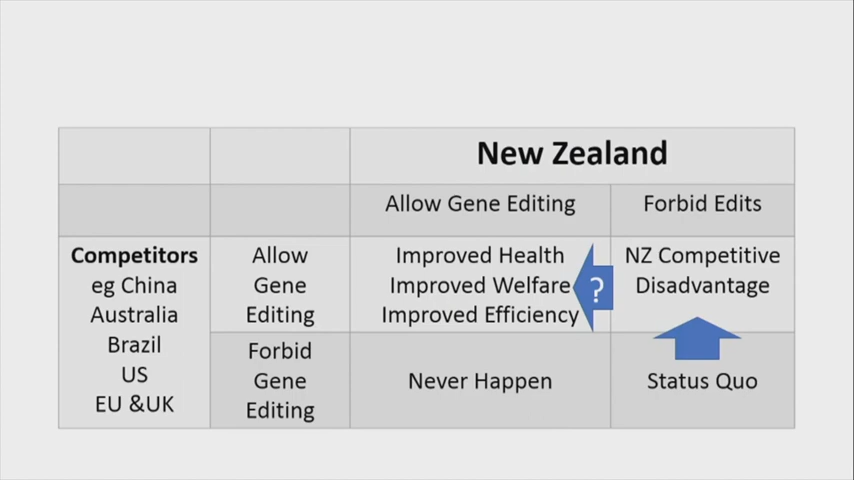 New Zealand
Allow Gene Editing
Forbid Edits
Competitors
eg China
Australia
Brazil
US
EU &UK
Allow
Gene
Editing
Improved Health
Improved Welfare
Improved Efficiency
?
NZ Competitive
Disadvantage
Forbid
Gene
Editing
Never Happen
Status Quo